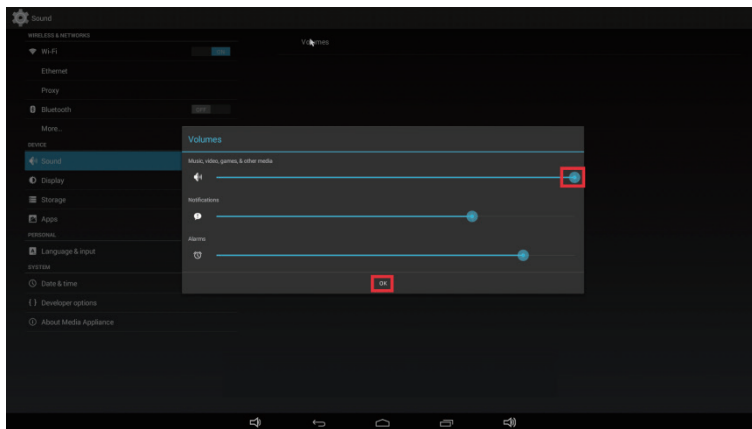 Sound
WIRELESS & NETWORKS
Volumes
Wi-Fi
ON
Ethernet
Proxy
Bluetooth
OFF
More...
DEVICE
Volumes
Sound
Music, video, games, & other media
Display
Storage
Notifications
Apps
PERSONAL
Alarms
Language & input
SYSTEM
Date & time
OK
{ } Developer options
About Media Appliance